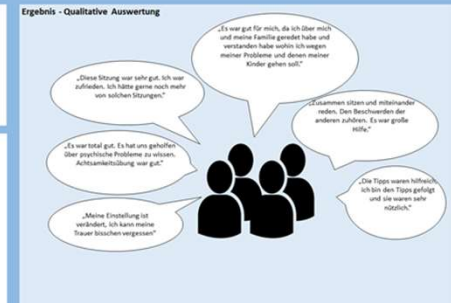 Ergebnis - Qualitative Auswertung
„Es war gut für mich, da ich über mich
und meine Familie geredet habe und
verstanden habe wohin ich wegen
meiner Probleme und denen meiner
Kinder gehen soll."
„Diese Sitzung war sehr gut. Ich war
zufrieden. Ich hätte gerne noch mehr
von solchen Sitzungen."
„Zusammen sitzen und miteinander
reden. Den Beschwerden der
anderen zuhören. Es war große
Hilfe."
„Es war total gut. Es hat uns geholfen
über psychische Probleme zu wissen.
Achtsamkeitsübung war gut."
„Die Tipps waren hilfreich,
ich bin den Tipps gefolgt
und sie waren sehr
nützlich."
„Meine Einstellung ist
verändert, ich kann meine
Trauer bisschen vergessen"